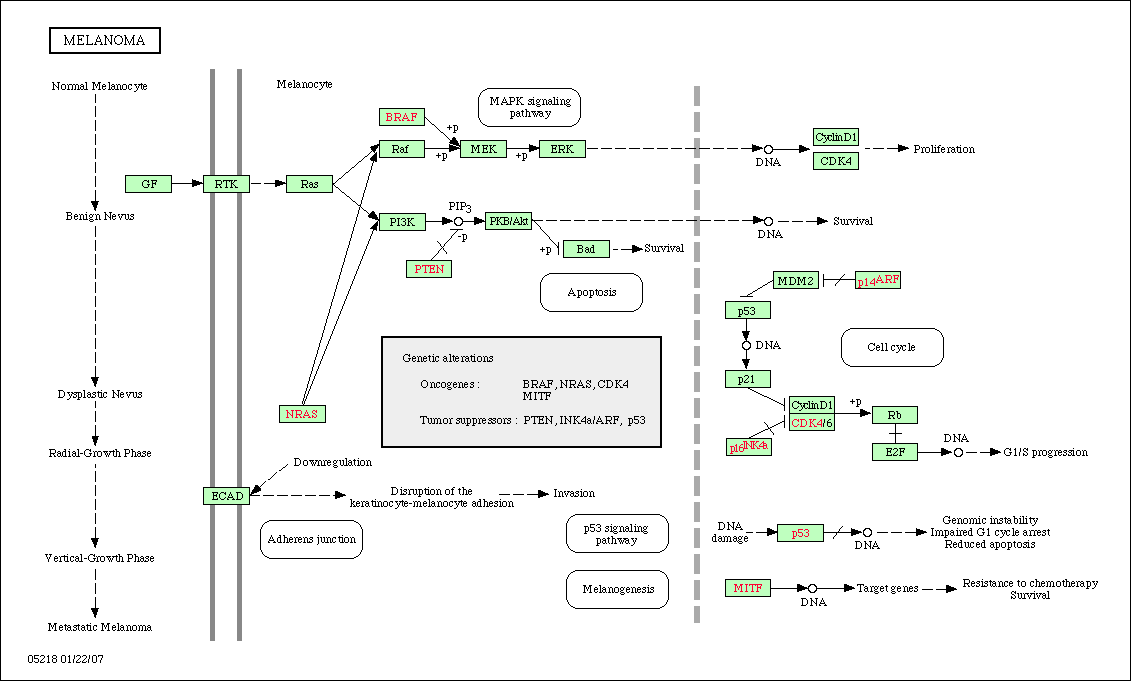 MELANOMA
Normal Melanocyte
Benign Nevus
Dysplastic Nevus
Radial-Growth Phase
Vertical-Growth Phase
Metastatic Melanoma
05218 01/22/07
Melanocyte
BRAF
+p
MAPK signaling
pathway
Raf
+p
MEK
+p
ERK
DNA
CyclinD1
CDK4
Proliferation
GF
RTK
Ras
PIP3
PI3K
-p
PKB/Akt
DNA
Survival
PTEN
+p
Bad
Survival
Apoptosis
MDM2
p14ARF
p53
DNA
Cell cycle
p21
Genetic alterations
Oncogenes : BRAF, NRAS, CDK4
MITF
Tumor suppressors : PTEN, INK4a/ARF, p53
NRAS
CyclinD1
CDK4/6
+p
Rb
p16INK4a
E2F
DNA
G1/S progression
Downregulation
ECAD
Disruption of the
keratinocyte-melanocyte adhesion
Invasion
Adherens junction
p53 signaling
pathway
DNA
damage
p53
DNA
Genomic instability
Impaired G1 cycle arrest
Reduced apoptosis
Melanogenesis
MITF
DNA
Target genes
Resistance to chemotherapy
Survival